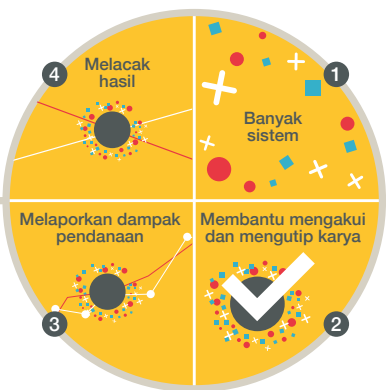 4
Melacak
hasil
1
Banyak
sistem
Melaporkan dampak
pendanaan
3
Membantu mengakui
dan mengutip karya
2